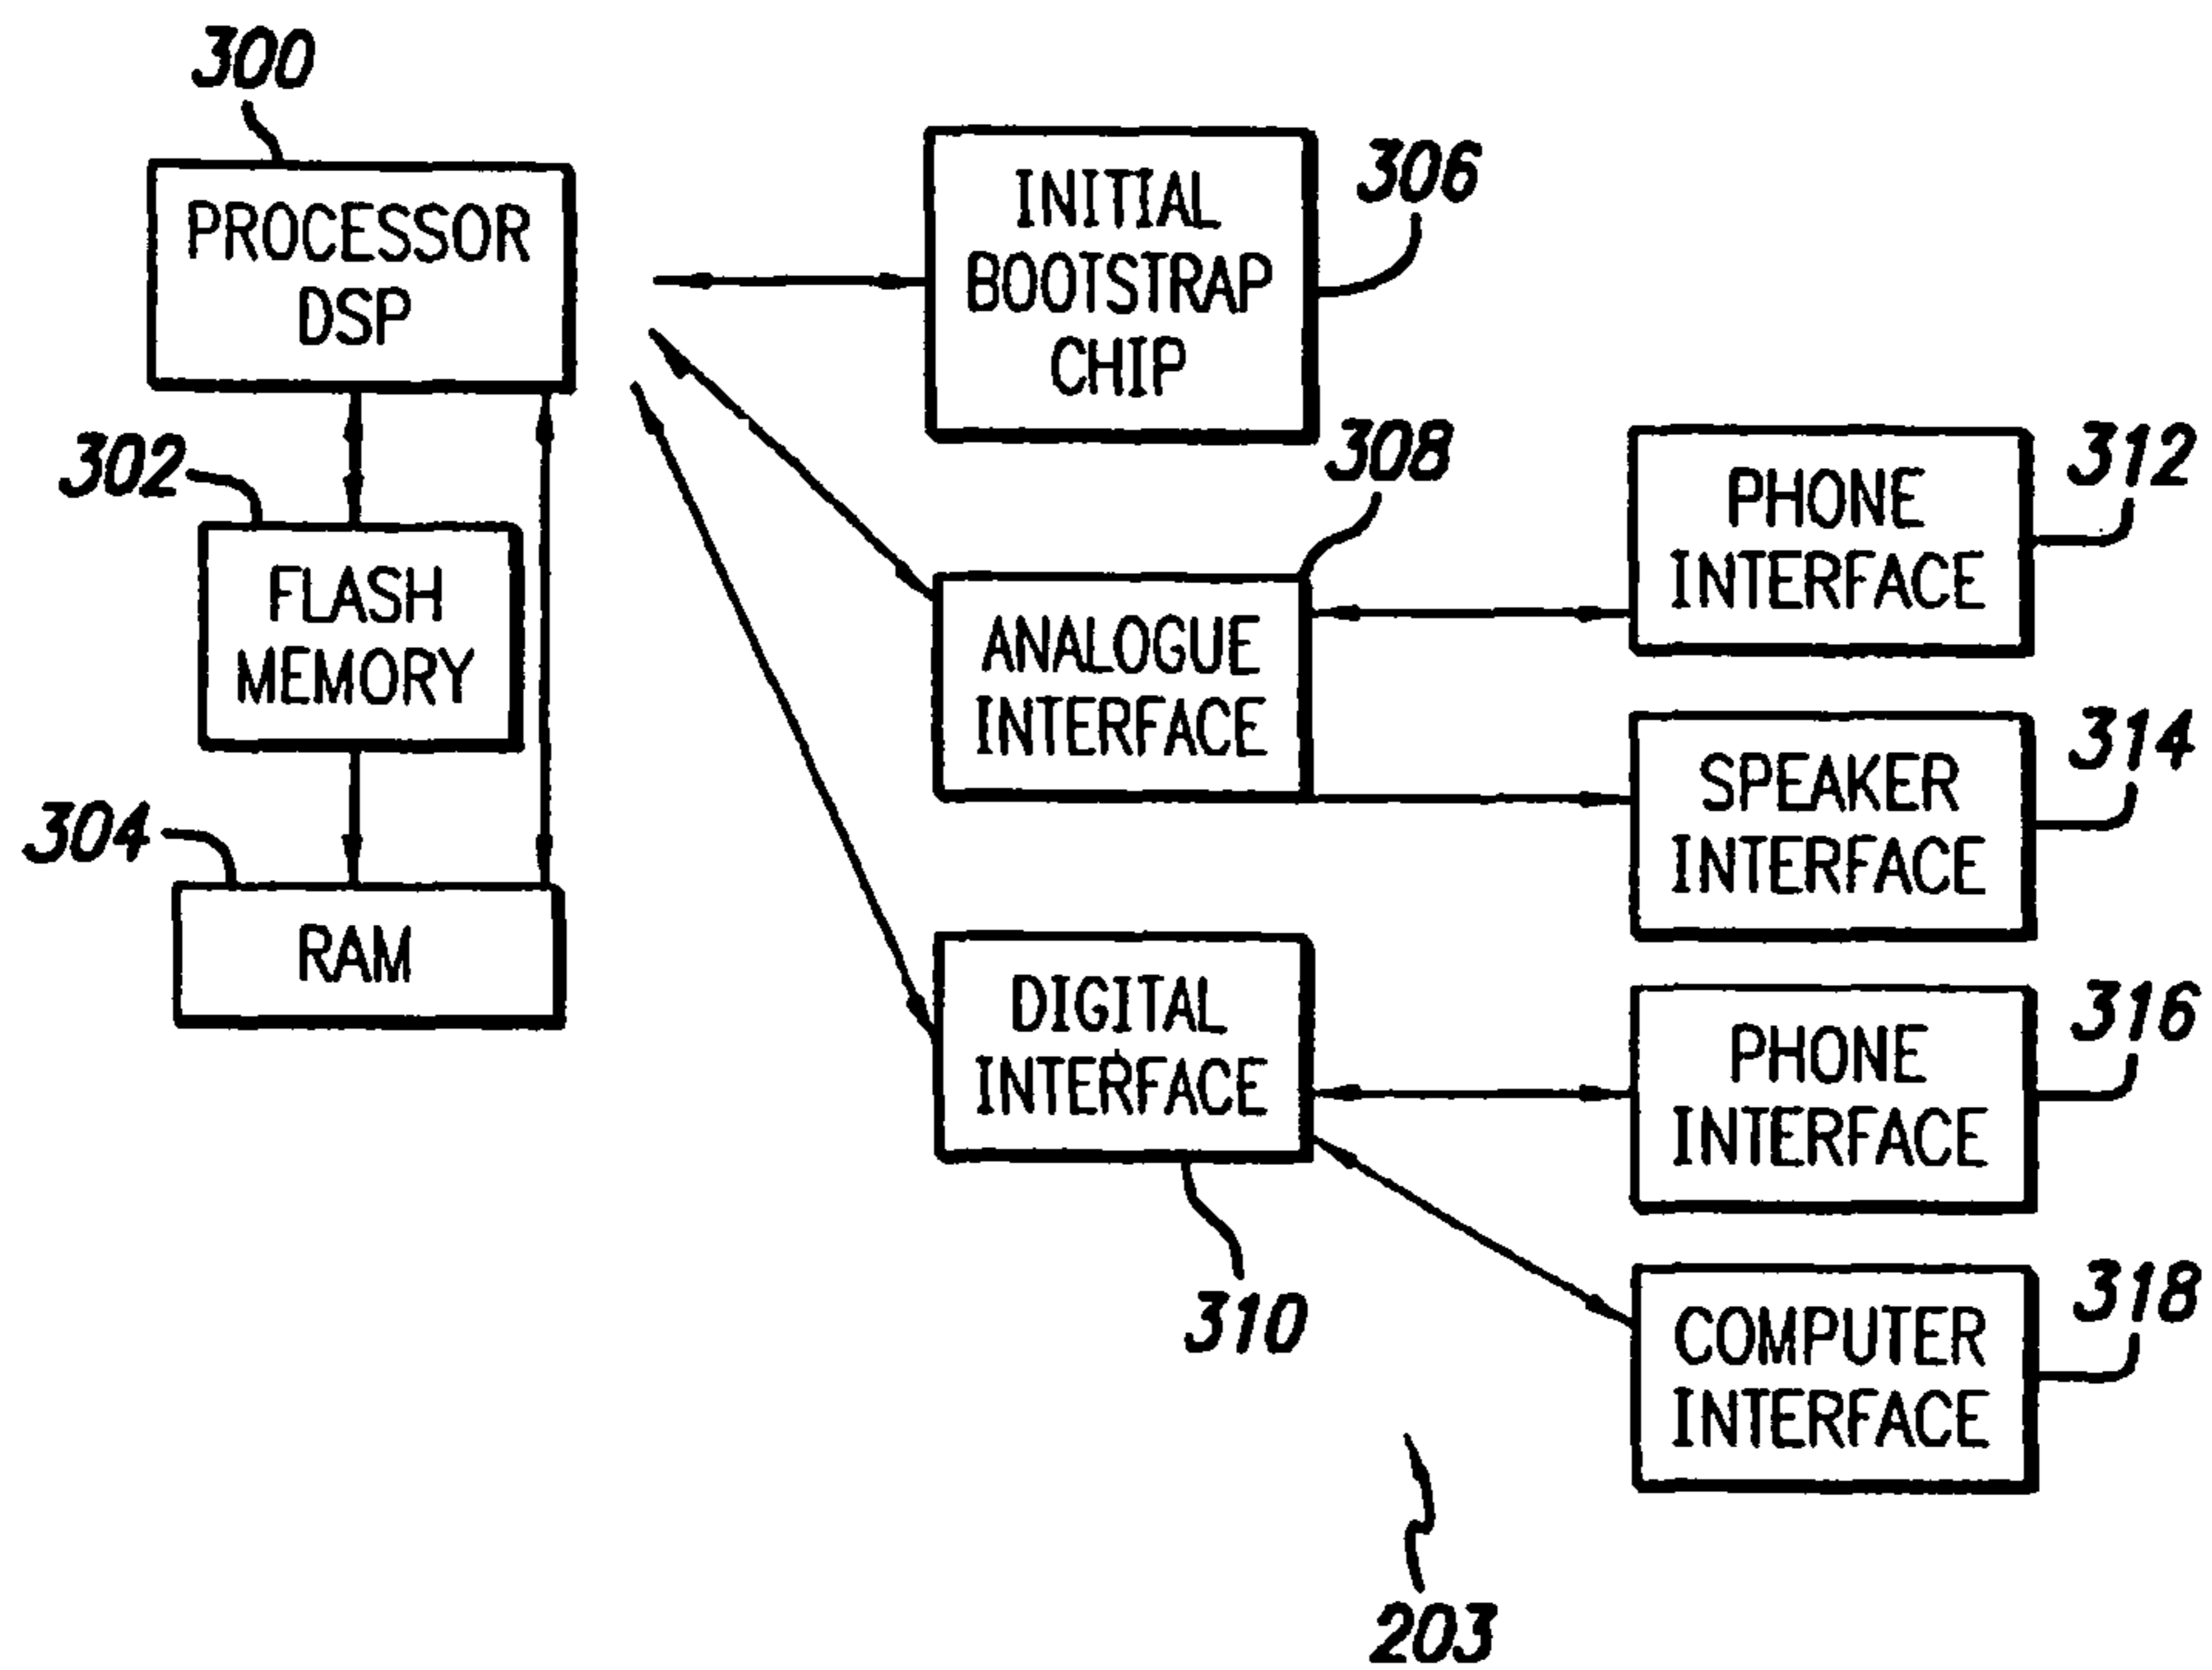 300
PROCESSOR
DSP
302
FLASH
MEMORY
304
RAM
INITIAL
BOOTSTRAP
CHIP
306
308
ANALOGUE
INTERFACE
DIGITAL
INTERFACE
310
PHONE
INTERFACE
312
SPEAKER
INTERFACE
314
PHONE
INTERFACE
316
COMPUTER
INTERFACE
318
203